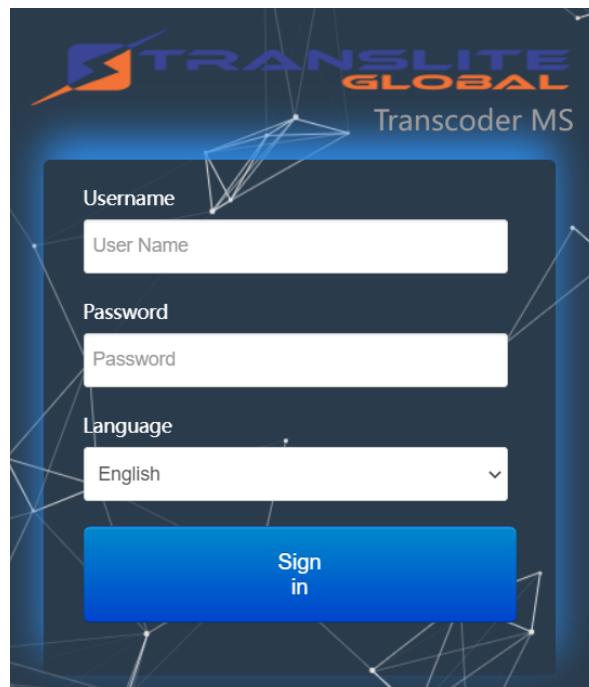 TRANSLITE
GLOBAL
Transcoder MS
Username
User Name
Password
Password
Language
English
Sign
in